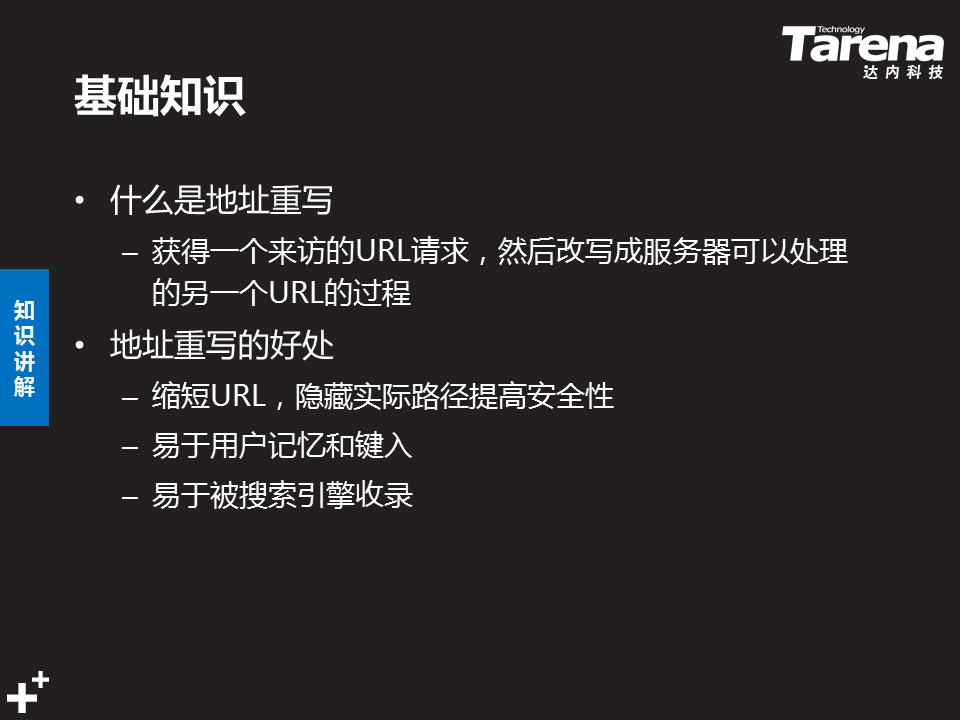 Technology
Tarena
达内科技
基础知识
• 什么是地址重写
– 获得一个来访的URL请求，然后改写成服务器可以处理
的另一个URL的过程
• 地址重写的好处
– 缩短URL，隐藏实际路径提高安全性
– 易于用户记忆和键入
– 易于被搜索引擎收录
知
识
讲
解